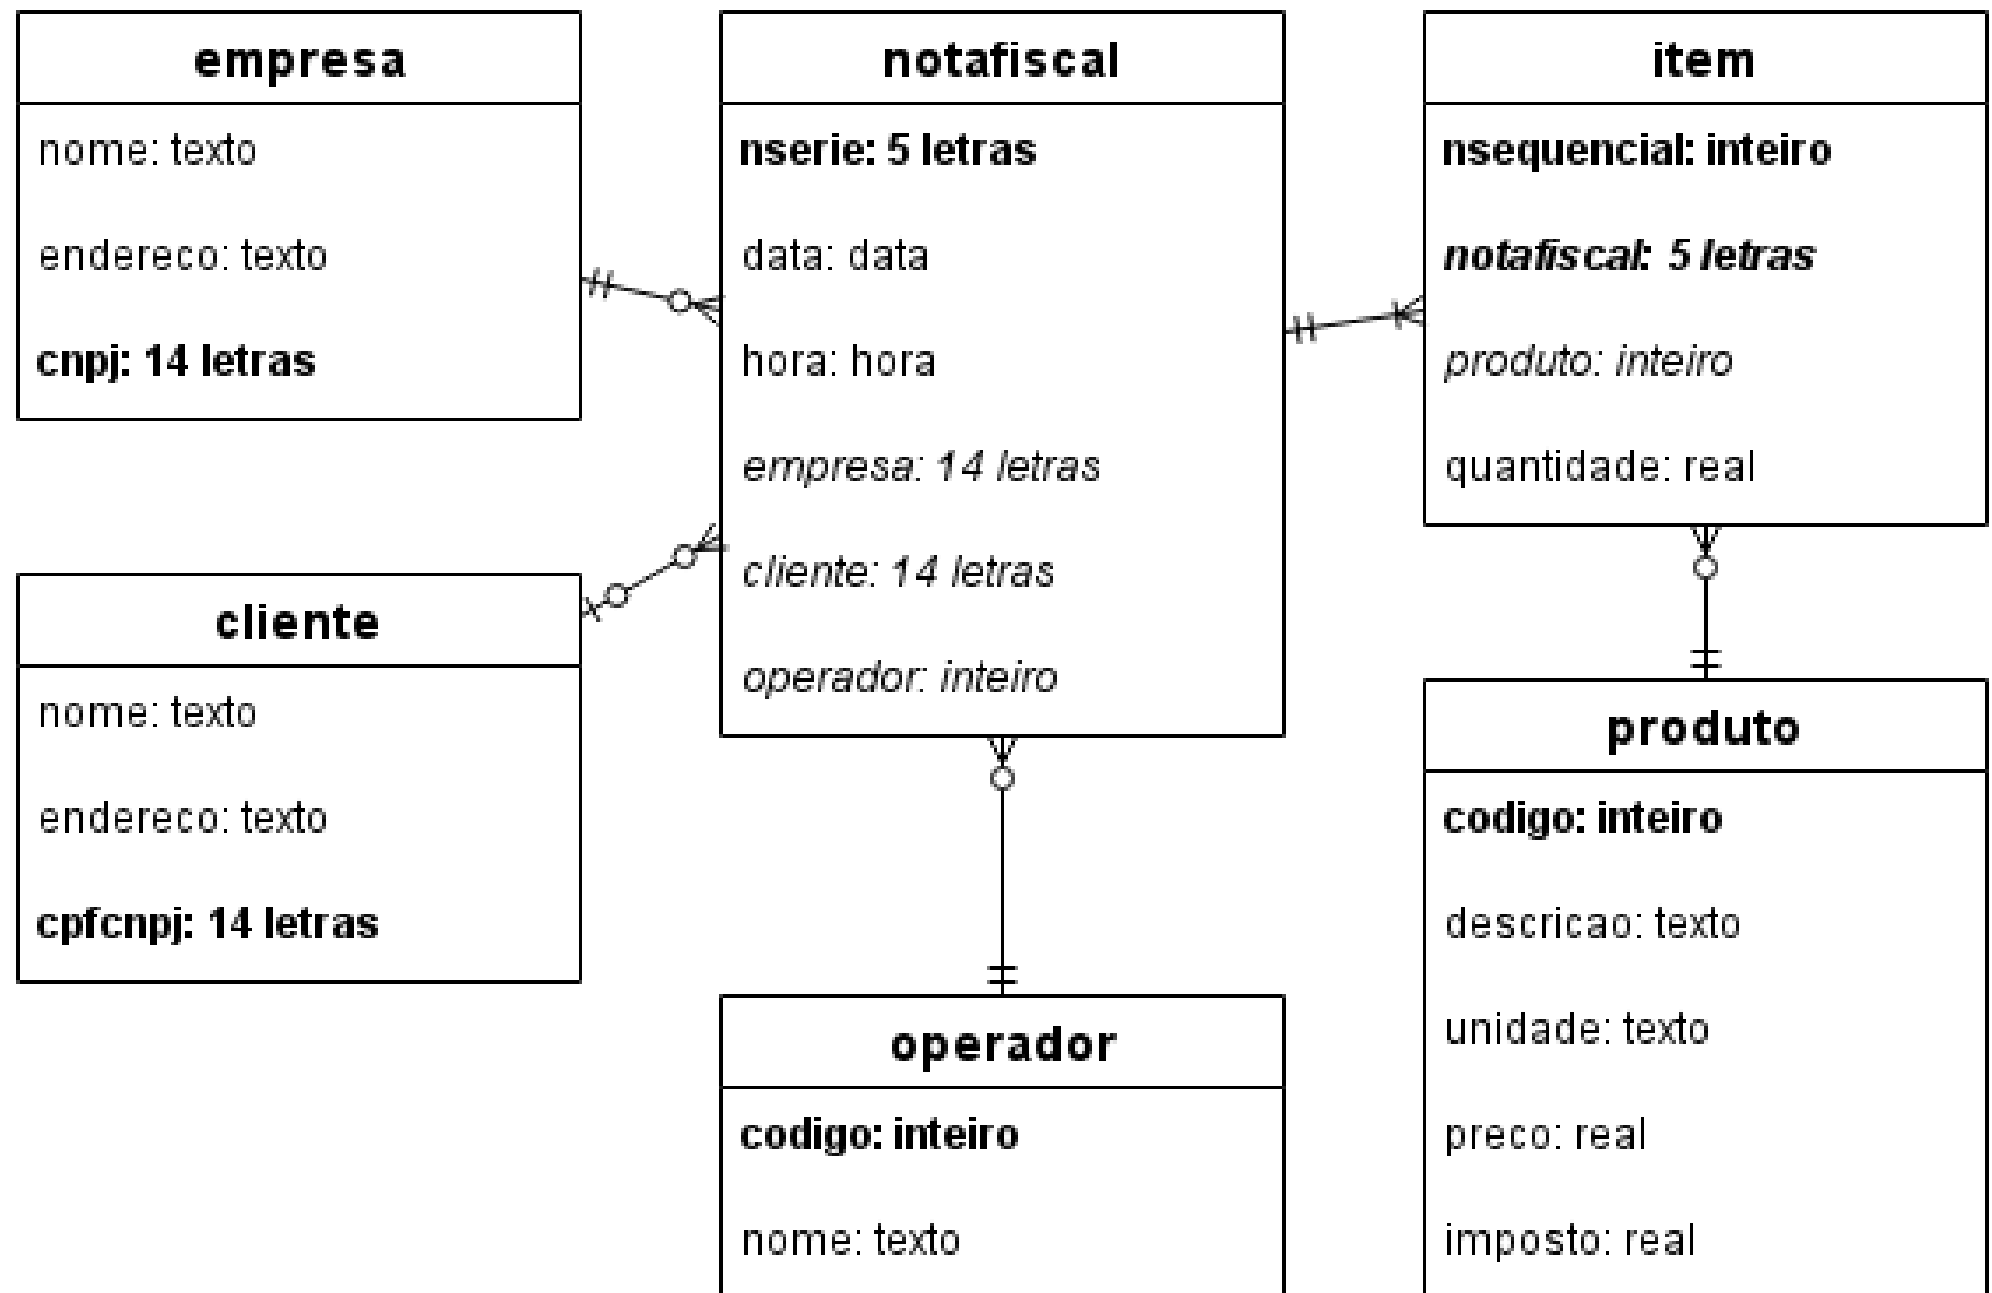 empresa
nome: texto
endereco: texto
cnpj: 14 letras
notafiscal
nserie: 5 letras
data: data
hora: hora
empresa: 14 letras
cliente: 14 letras
operador: inteiro
item
nsequencial: inteiro
notafiscal: 5 letras
produto: inteiro
quantidade: real
cliente
nome: texto
endereco: texto
cpfcnpj: 14 letras
operador
codigo: inteiro
nome: texto
produto
codigo: inteiro
descricao: texto
unidade: texto
preco: real
imposto: real